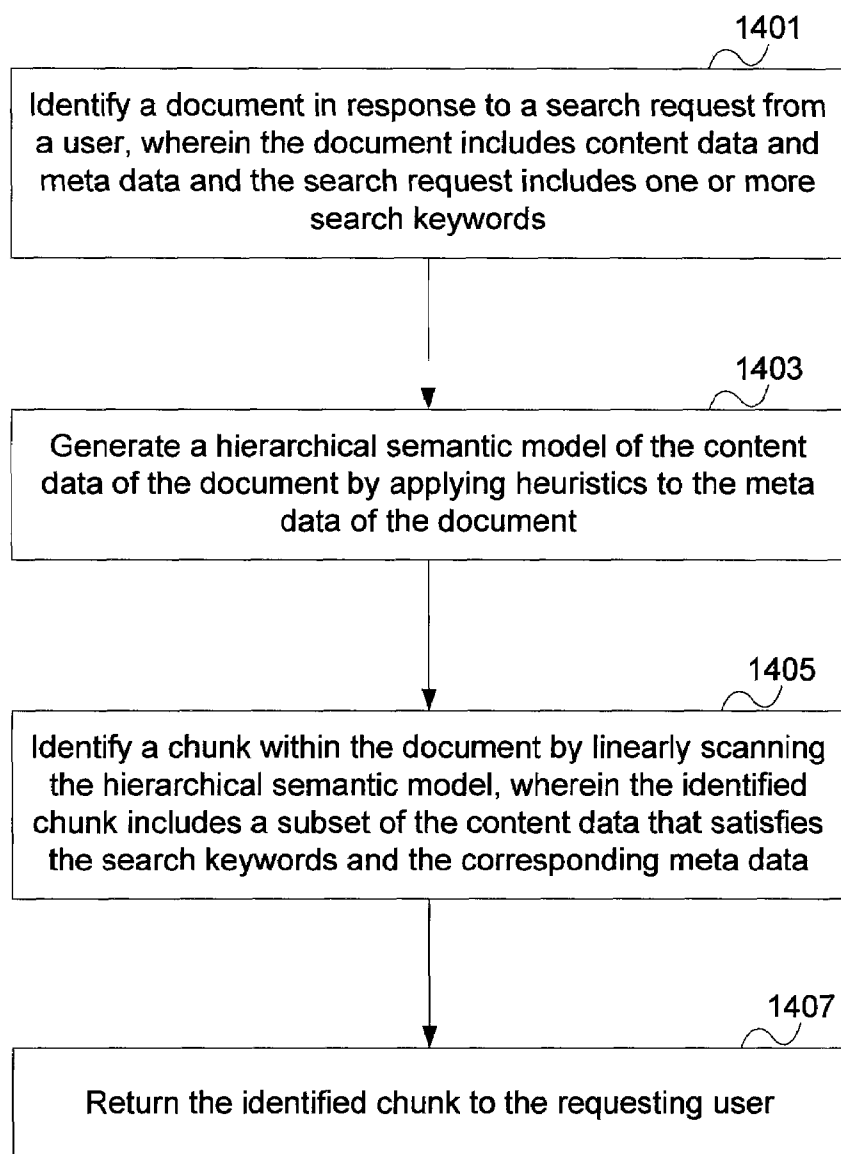 1401
Identify a document in response to a search request from
a user, wherein the document includes content data and
meta data and the search request includes one or more
search keywords
1403
Generate a hierarchical semantic model of the content
data of the document by applying heuristics to the meta
data of the document
1405
Identify a chunk within the document by linearly scanning
the hierarchical semantic model, wherein the identified
chunk includes a subset of the content data that satisfies
the search keywords and the corresponding meta data
1407
Return the identified chunk to the requesting user